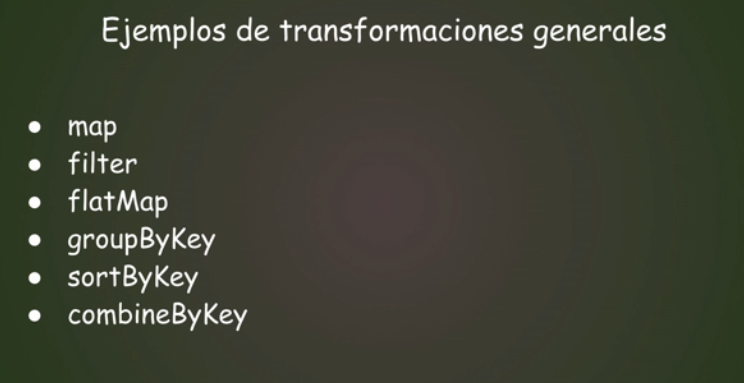 Ejemplos de transformaciones generales
● map
● filter
● flatMap
● groupByKey
● sortByKey
● combineByKey